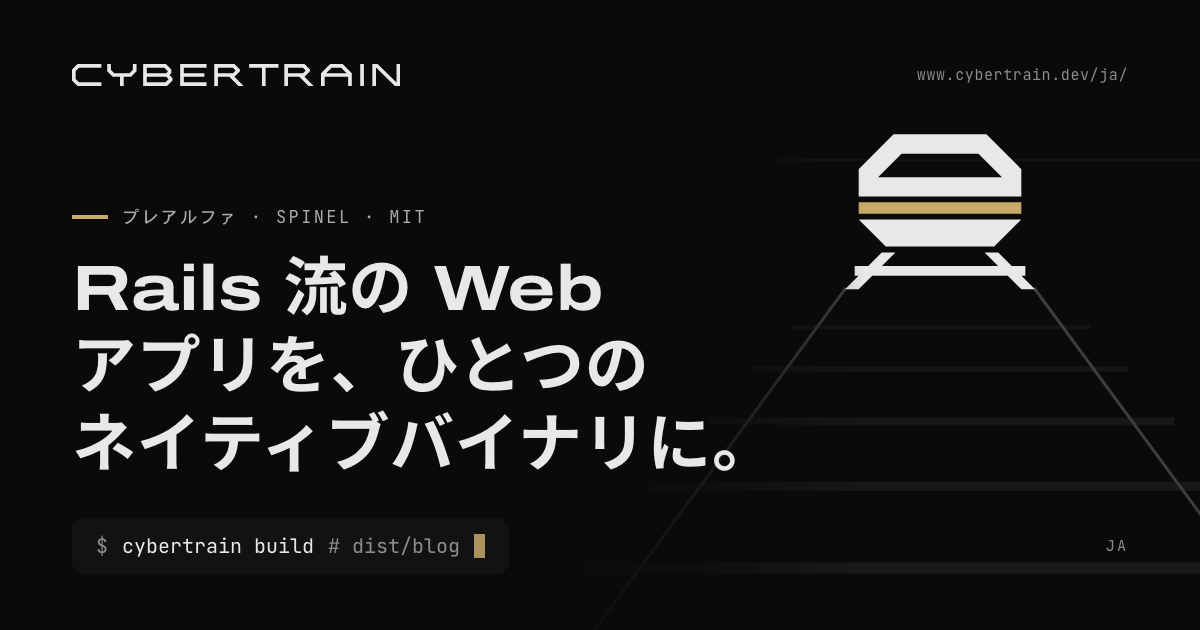 CYBERTRAIN
www.cybertrain.dev/ja/
プレアルファ · SPINEL · MIT
Rails 流の Web
アプリを、ひとつの
ネイティブバイナリに。
$ cybertrain build # dist/blog
JA